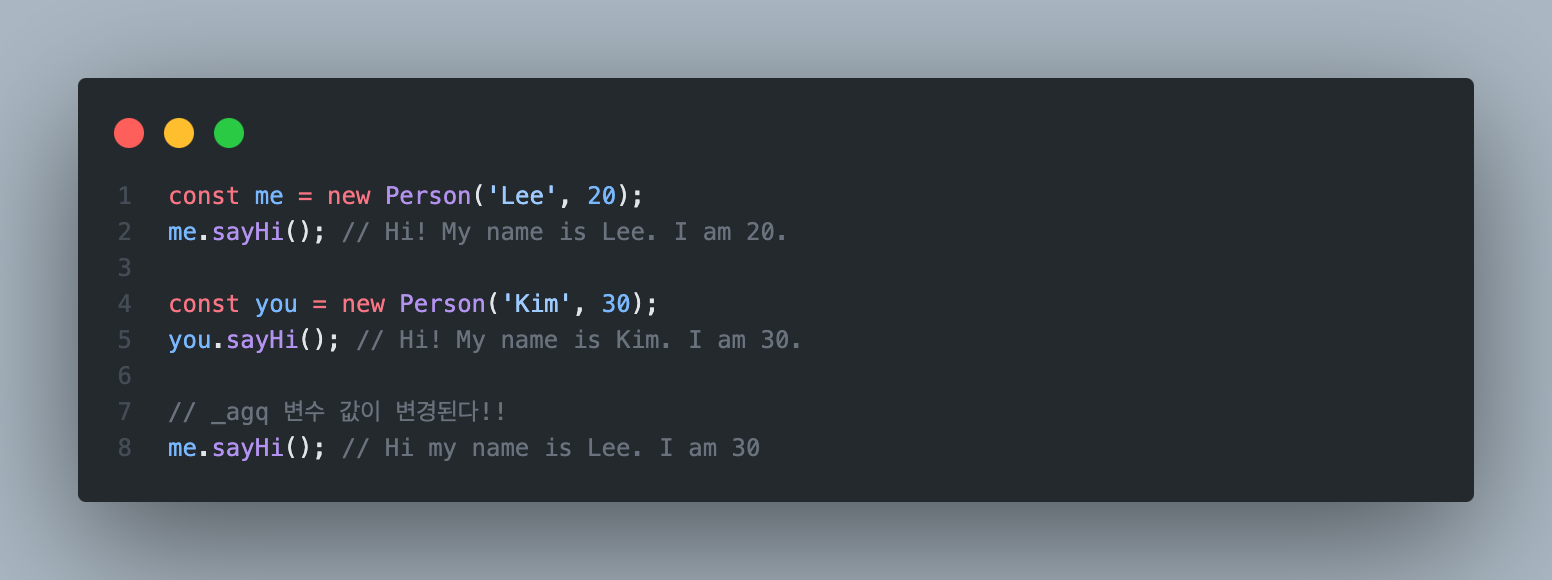 1 const me = new Person('Lee', 20);
2 me.sayHi(); // Hi! My name is Lee. I am 20.
3
4 const you = new Person('Kim', 30);
5 you.sayHi(); // Hi! My name is Kim. I am 30.
6
7 // _agq 변수 값이 변경된다!!
8 me.sayHi(); // Hi my name is Lee. I am 30